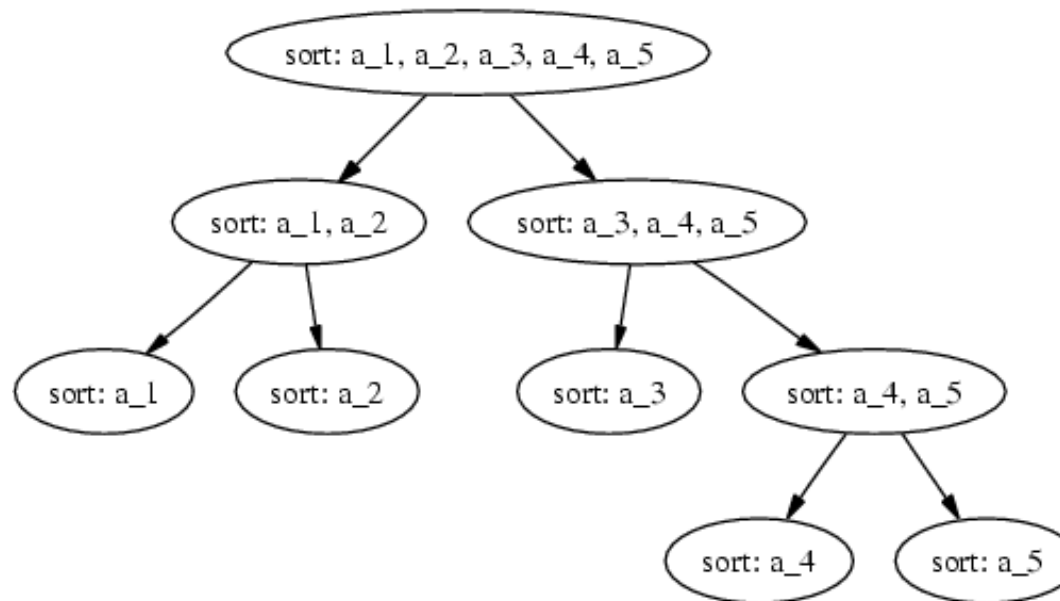 sort: a_1, a_2, a_3, a_4, a_5
sort: a_1, a_2
sort: a_3, a_4, a_5
sort: a_1
sort: a_2
sort: a_3
sort: a_4, a_5
sort: a_4
sort: a_5